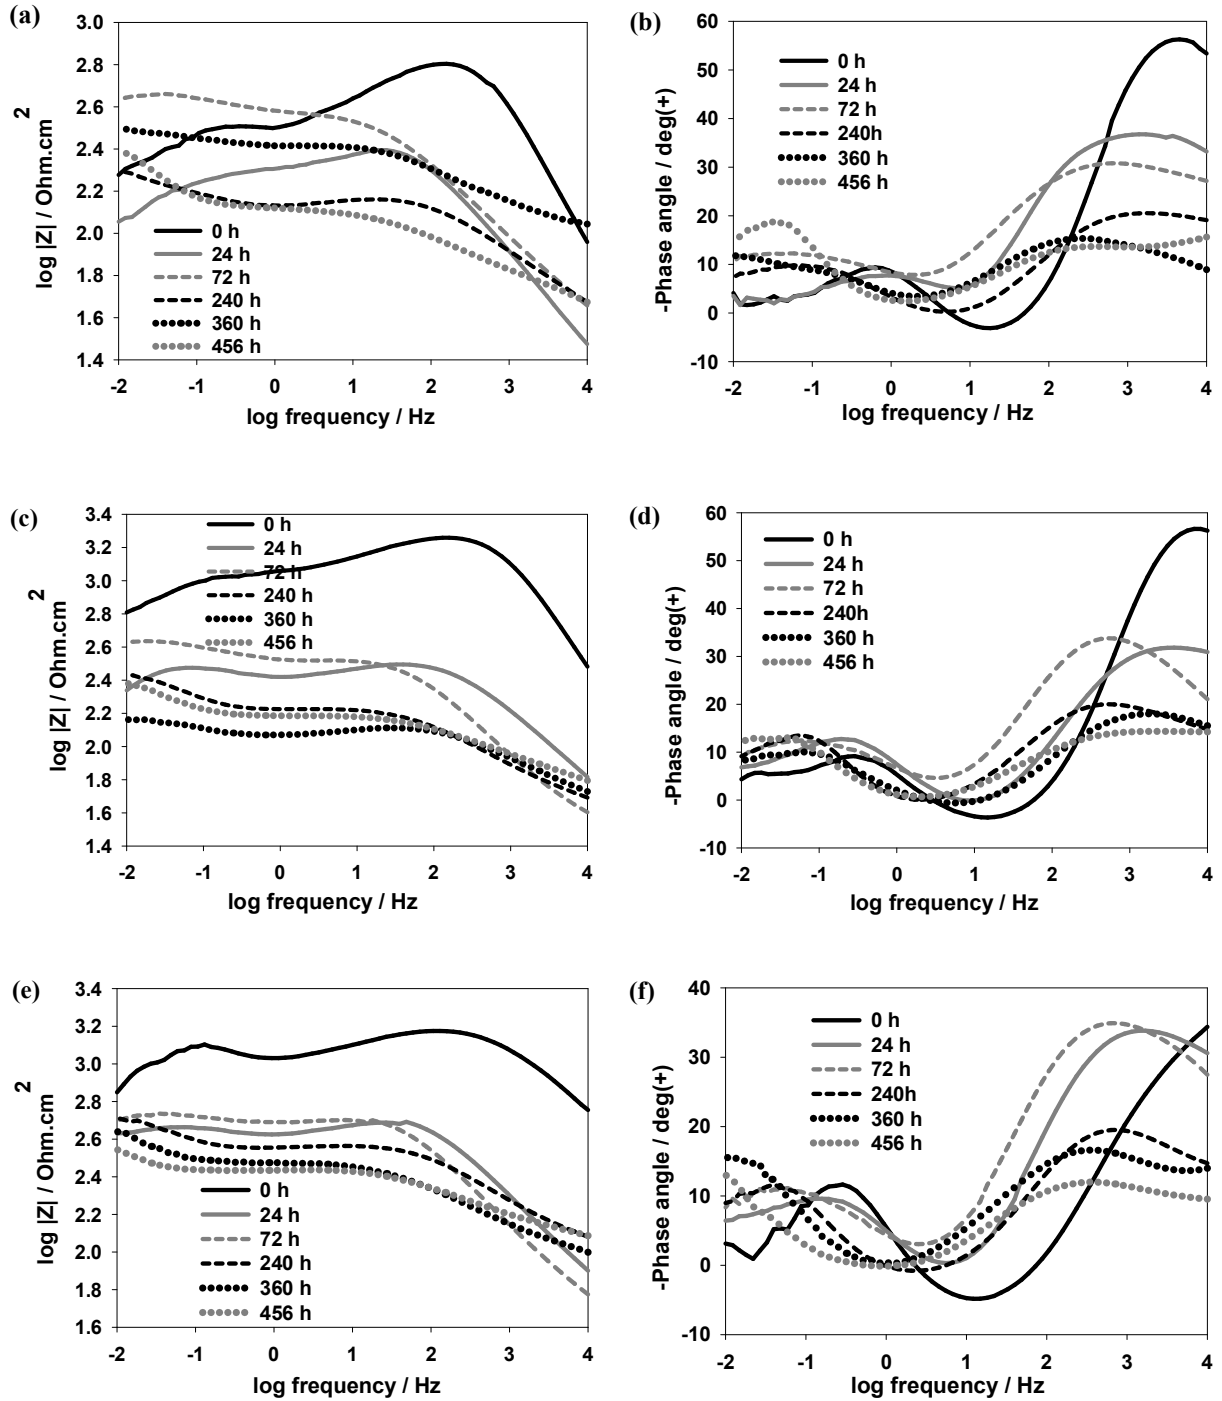 (a)
3.0
2.8
2.6
2.4
2.2
2.0
1.8
1.6
1.4
log |Z| / Ohm.cm 2
0 h
24 h
72 h
240 h
360 h
456 h
-2 -1 0 1 2 3 4
log frequency / Hz
(b)
60
50
40
30
20
10
0
-10
-Phase angle / deg(+)
0 h
24 h
72 h
240h
360 h
456 h
-2 -1 0 1 2 3 4
log frequency / Hz
(c)
3.4
3.2
3.0
2.8
2.6
2.4
2.2
2.0
1.8
1.6
1.4
log |Z| / Ohm.cm 2
0 h
24 h
72 h
240 h
360 h
456 h
-2 -1 0 1 2 3 4
log frequency / Hz
(d)
60
50
40
30
20
10
0
-10
-Phase angle / deg(+)
0 h
24 h
72 h
240h
360 h
456 h
-2 -1 0 1 2 3 4
log frequency / Hz
(e)
3.4
3.2
3.0
2.8
2.6
2.4
2.2
2.0
1.8
1.6
log |Z| / Ohm.cm 2
0 h
24 h
72 h
240 h
360 h
456 h
-2 -1 0 1 2 3 4
log frequency / Hz
(f)
40
30
20
10
0
-10
-Phase angle / deg(+)
0 h
24 h
72 h
240h
360 h
456 h
-2 -1 0 1 2 3 4
log frequency / Hz